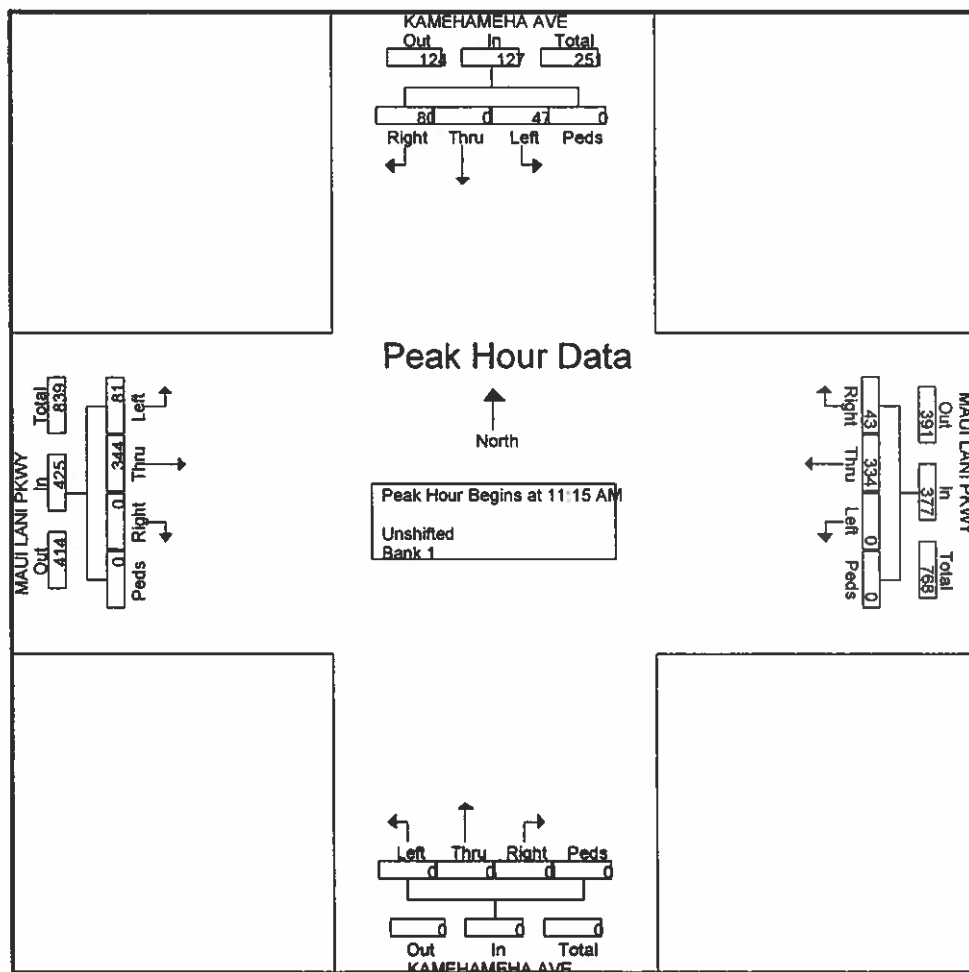 KAMEHAMEHA AVE
Out In Total
124 127 251
80 0 47 0
Right Thru Left Peds
Peak Hour Data
North
Peak Hour Begins at 11:15 AM
Unshifted
Bank 1
MAUI LANI PKWY
Out In Total
414 425 839
81 344 0 0
Left Thru Right Peds
MAUI LANI PKWY
Out In Total
391 377 768
43 334 0 0
Right Thru Left Peds
Left Thru Right Peds
0 0 0 0
0 0 0
Out In Total
KAMEHAMEHA AVE